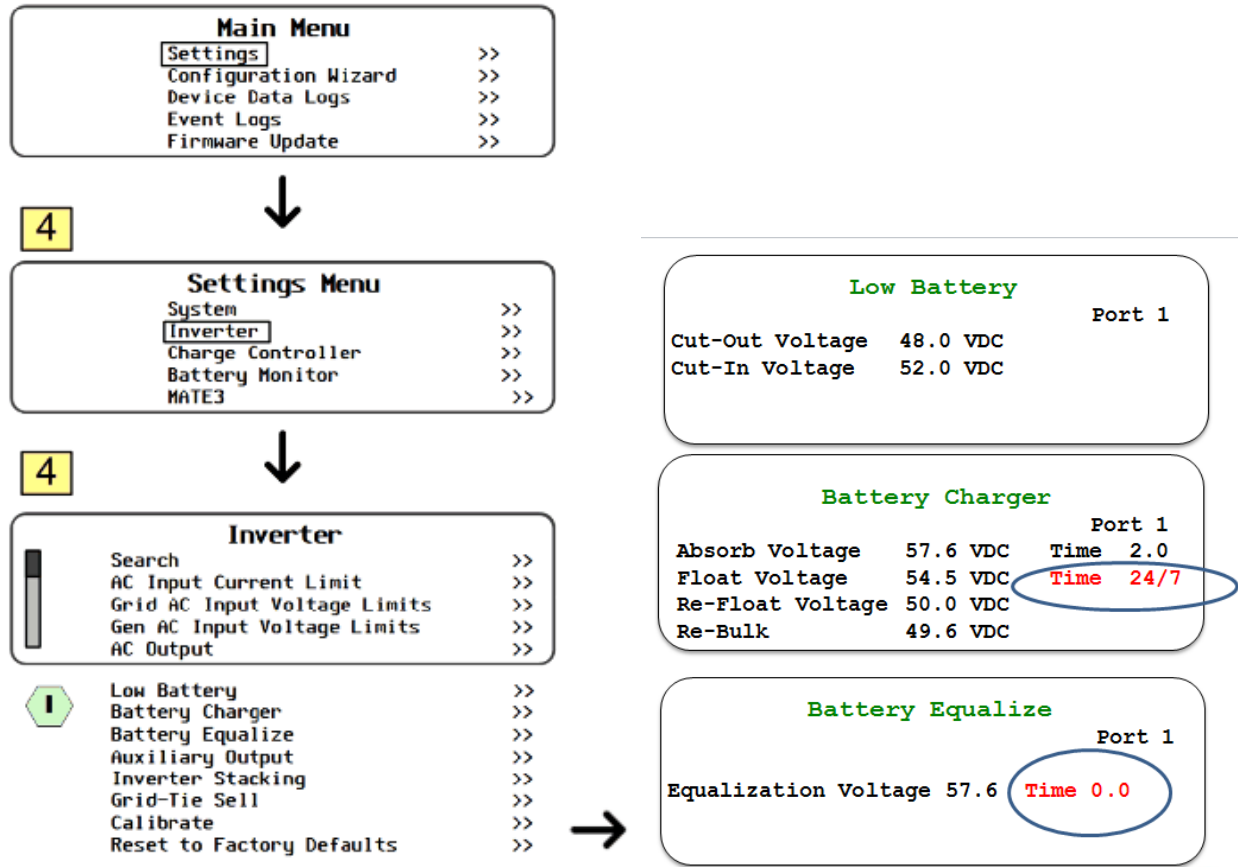 Main Menu
Settings >>
Configuration Wizard >>
Device Data Logs >>
Event Logs >>
Firmware Update >>
4
Settings Menu
System >>
Inverter >>
Charge Controller >>
Battery Monitor >>
MATE3 >>
4
Inverter
Search >>
AC Input Current Limit >>
Grid AC Input Voltage Limits >>
Gen AC Input Voltage Limits >>
AC Output >>
I
Low Battery >>
Battery Charger >>
Battery Equalize >>
Auxiliary Output >>
Inverter Stacking >>
Grid-Tie Sell >>
Calibrate >>
Reset to Factory Defaults >>
Low Battery
Port 1
Cut-Out Voltage 48.0 VDC
Cut-In Voltage 52.0 VDC
Battery Charger
Port 1
Absorb Voltage 57.6 VDC Time 2.0
Float Voltage 54.5 VDC Time 24/7
Re-Float Voltage 50.0 VDC
Re-Bulk 49.6 VDC
Battery Equalize
Port 1
Equalization Voltage 57.6 Time 0.0